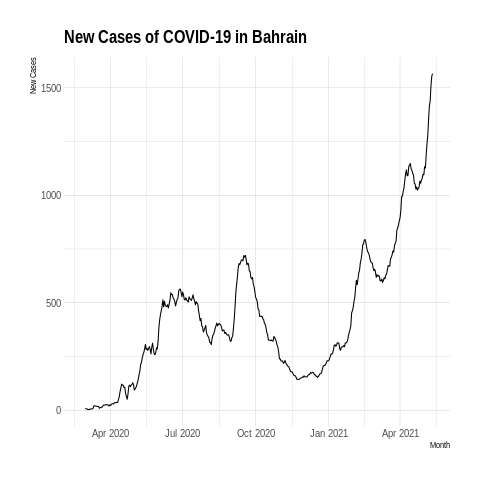 New Cases of COVID-19 in Bahrain
New Cases
1500
1000
500
0
Apr 2020 Jul 2020 Oct 2020 Jan 2021 Apr 2021
Month